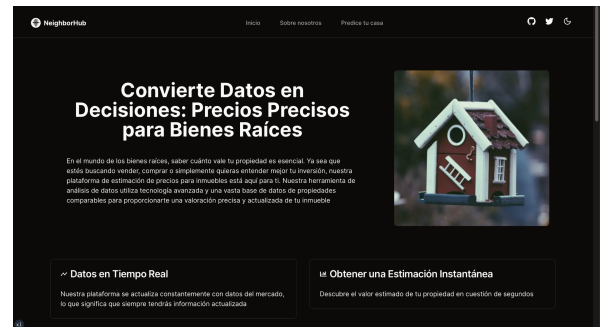 NeighborHub
Inicio
Sobre nosotros
Predice tu casa
Convierte Datos en
Decisiones: Precios Precisos
para Bienes Raíces
En el mundo de los bienes raíces, saber cuánto vale tu propiedad es esencial. Ya sea que
estés buscando vender, comprar o simplemente quieras entender mejor tu inversión, nuestra
plataforma de estimación de precios para inmuebles está aquí para ti. Nuestra herramienta de
análisis de datos utiliza tecnología avanzada y una vasta base de datos de propiedades
comparables para proporcionarte una valoración precisa y actualizada de tu inmueble
Datos en Tiempo Real
Nuestra plataforma se actualiza constantemente con datos del mercado,
lo que significa que siempre tendrás información actualizada
Obtener una Estimación Instantánea
Descubre el valor estimado de tu propiedad en cuestión de segundos
xl